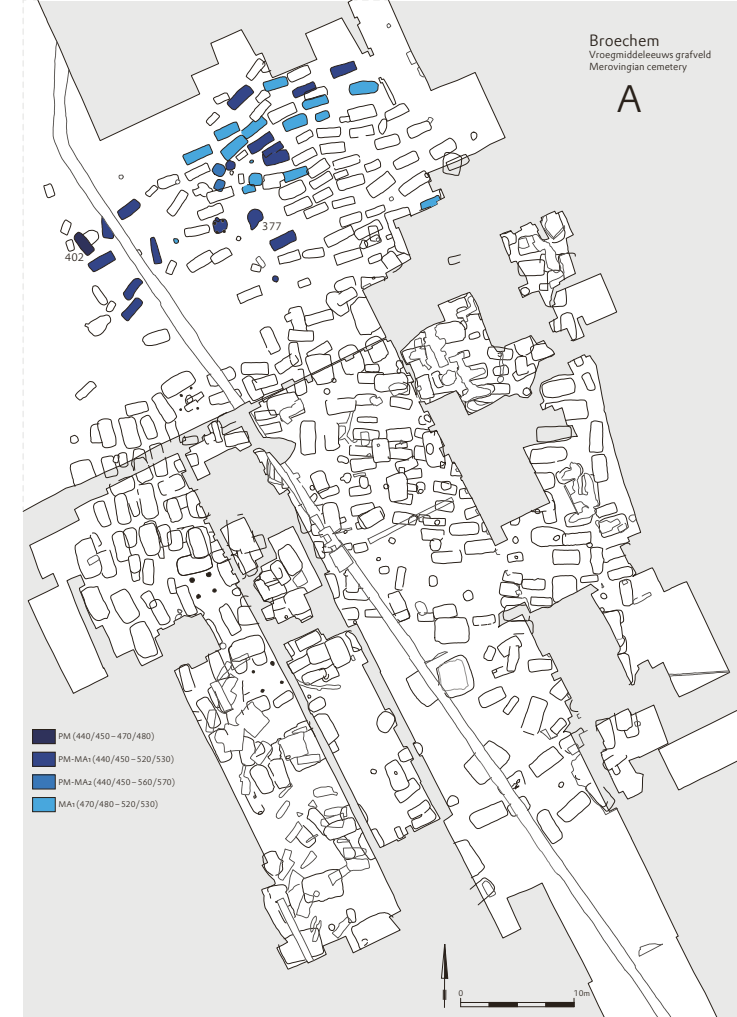 Broechem
Vroegmiddeleeuws grafveld
Merovingian cemetery
A
377
402
PM (440/450–470/480)
PM-MA1 (440/450–520/530)
PM-MA2 (440/450–560/570)
MA1 (470/480–520/530)
0 10m